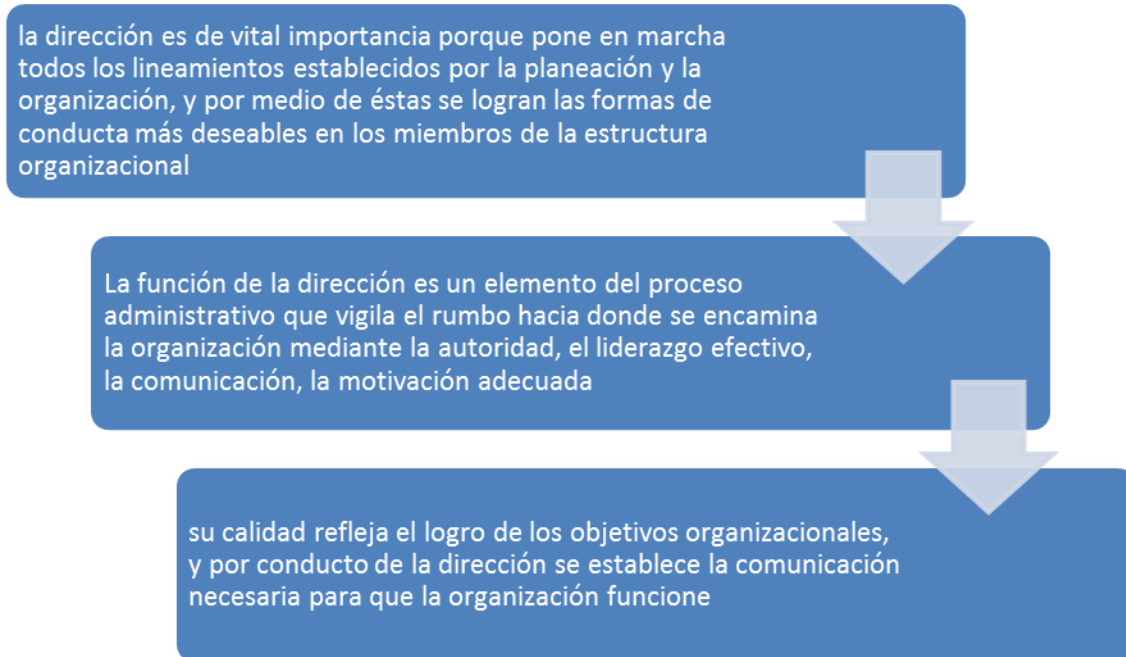 la dirección es de vital importancia porque pone en marcha
todos los lineamientos establecidos por la planeación y la
organización, y por medio de éstas se logran las formas de
conducta más deseables en los miembros de la estructura
organizacional
La función de la dirección es un elemento del proceso
administrativo que vigila el rumbo hacia donde se encamina
la organización mediante la autoridad, el liderazgo efectivo,
la comunicación, la motivación adecuada
su calidad refleja el logro de los objetivos organizacionales,
y por conducto de la dirección se establece la comunicación
necesaria para que la organización funcione